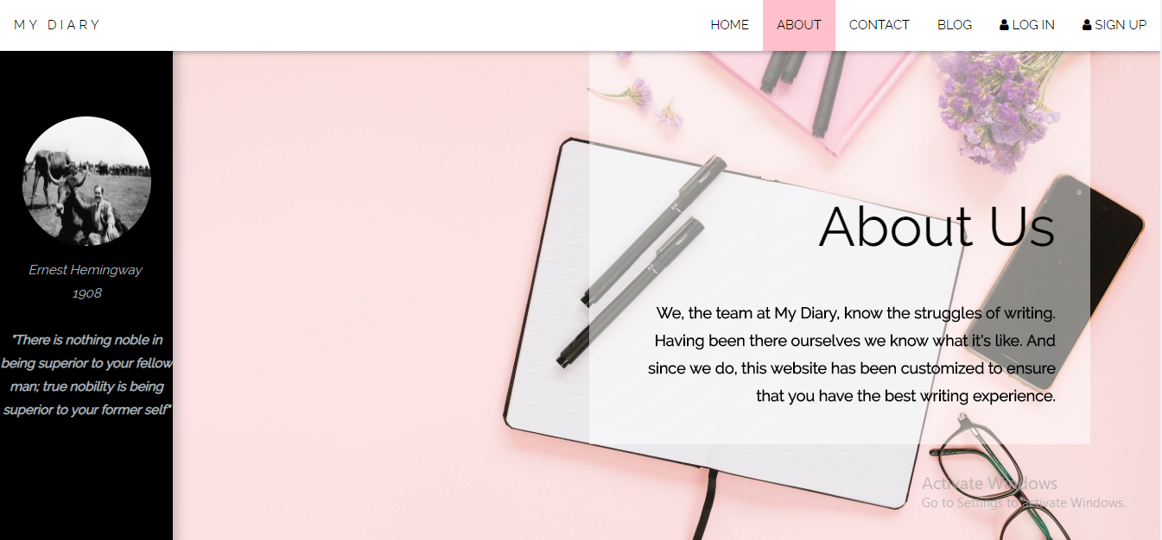 MY DIARY
HOME ABOUT CONTACT BLOG LOG IN SIGN UP
Ernest Hemingway
1908
"There is nothing noble in
being superior to your fellow
man; true nobility is being
superior to your former self"
About Us
We, the team at My Diary, know the struggles of writing.
Having been there ourselves we know what it's like. And
since we do, this website has been customized to ensure
that you have the best writing experience.
Activate Windows
Go to Settings to activate Windows.